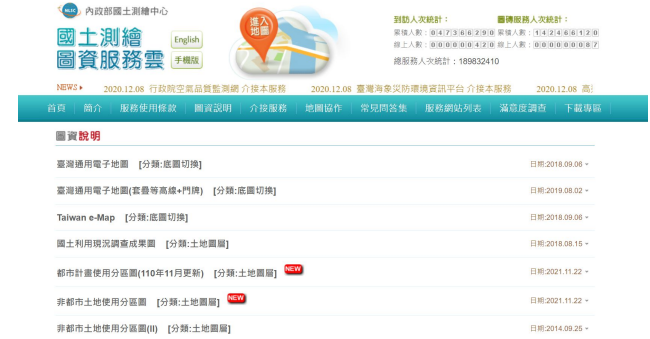 NLSC 內政部國土測繪中心
國土測繪
圖資服務雲
English
手機版
進入
地圖
到訪人次統計：
累積人數：047366290
線上人數：000000420
圖磚服務人次統計：
累積人數：142466120
線上人數：000000087
總服務人次統計：189832410
NEWS
2020.12.08 行政院空氣品質監測網 介接本服務
2020.12.08 臺灣海象災防環境資訊平台 介接本服務
2020.12.08
首頁 簡介 服務使用條款 圖資説明 介接服務 地圖協作 常見問答集 服務網站列表 滿意度調查 下載專區
圖資說明
臺灣通用電子地圖 [分類:底圖切換] 日期:2018.09.06
臺灣通用電子地圖(套疊等高線+門牌) [分類:底圖切換] 日期:2019.08.02
Taiwan e-Map [分類:底圖切換] 日期:2018.09.06
國土利用現況調查成果圖 [分類:土地圖層] 日期:2018.08.15
都市計畫使用分區圖(110年11月更新) [分類:土地圖層] NEW 日期:2021.11.22
非都市土地使用分區圖 [分類:土地圖層] NEW 日期:2021.11.22
非都市土地使用分區圖(II) [分類:土地圖層] 日期:2014.09.25